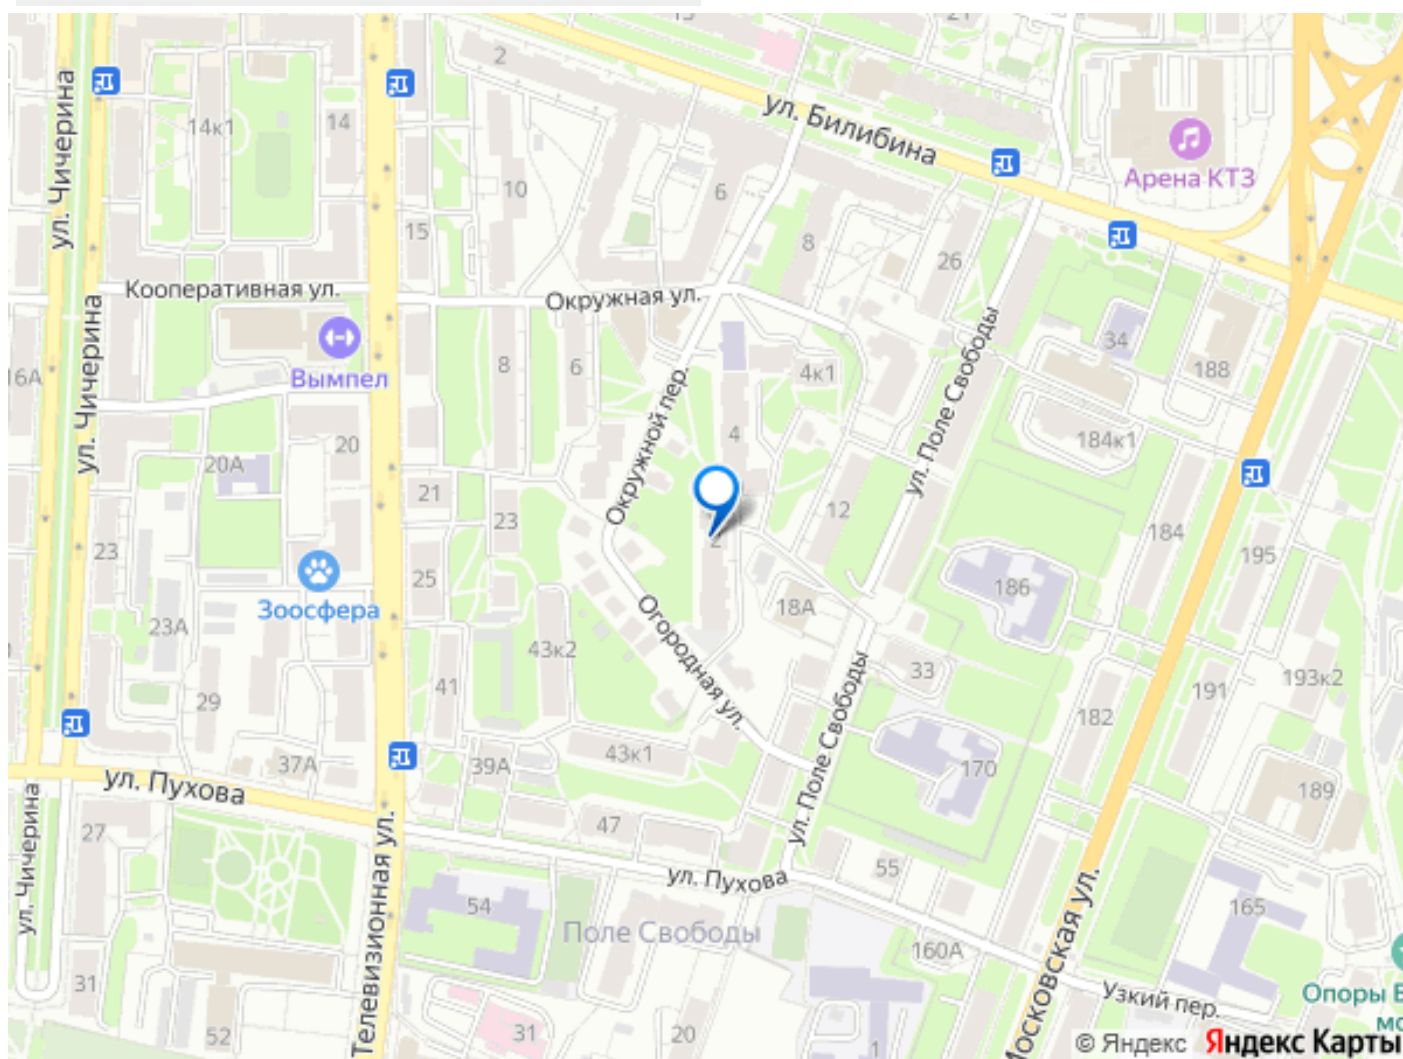 2
21
ул. Чичерина
14к1
14
ул. Билибина
Арена КТЗ
10
6
15
8
26
Кооперативная ул.
Окружная ул.
ул. Чичерина
Вымпел
16А
8
6
4к1
34
188
ул. Поле Свободы
Окружной пер.
20А
20
4
184к1
21
23
12
184
195
23
2
25
186
Зоосфера
18А
23А
Огородная ул.
43к2
33
41
29
193к2
191
182
ул. Поле Свободы
37А
39А
43к1
170
189
ул. Пухова
ул. Чичерина
27
47
55
ул. Пухова
Телевизионная ул.
54
Поле Свободы
165
160А
Московская ул.
31
Узкий пер.
Опоры
52
31
20
1
© Яндекс Яндекс Карты